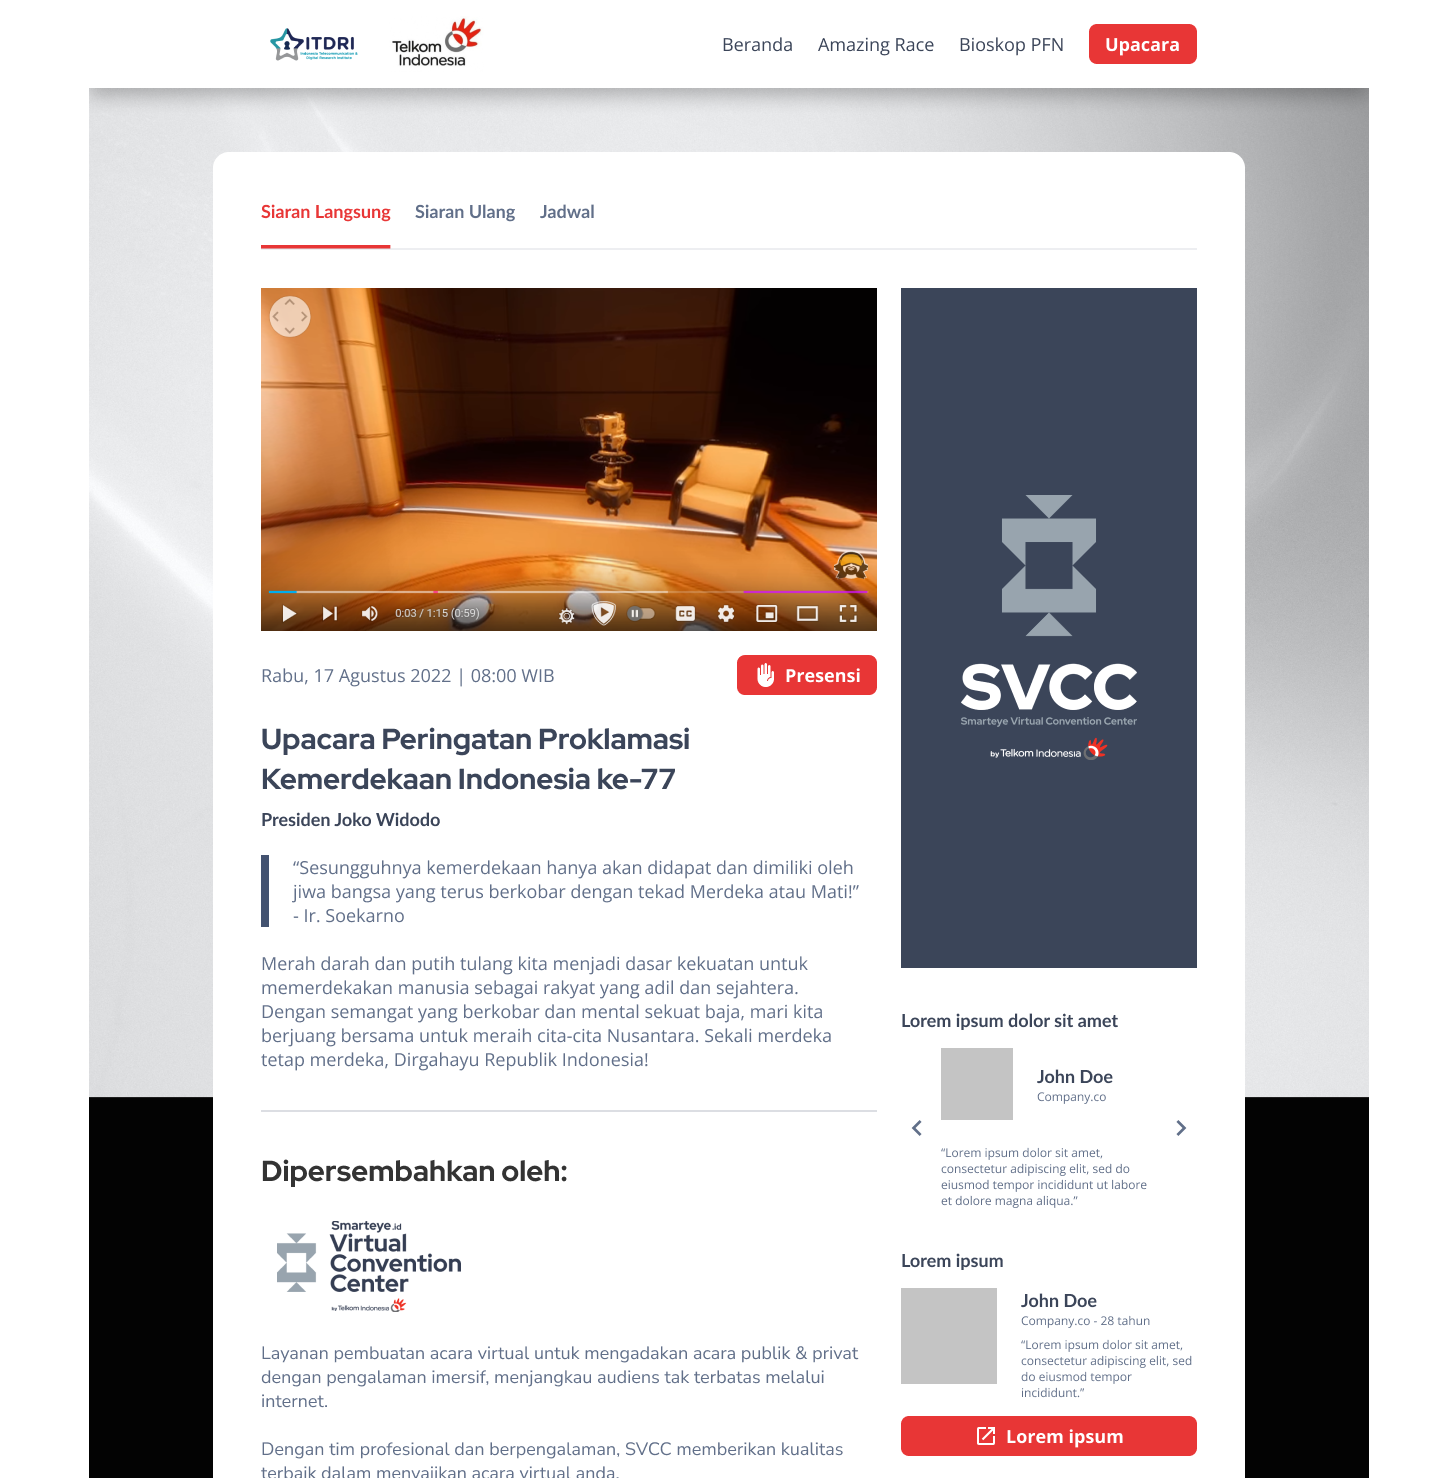 ITDRI
Indonesia Telecommunication &
Digital Research Institute
Telkom
Indonesia
Beranda
Amazing Race
Bioskop PFN
Upacara
Siaran Langsung
Siaran Ulang
Jadwal
0:03 / 1:15 (0:59)
CC
Rabu, 17 Agustus 2022 | 08:00 WIB
Presensi
Upacara Peringatan Proklamasi
Kemerdekaan Indonesia ke-77
Presiden Joko Widodo
“Sesungguhnya kemerdekaan hanya akan didapat dan dimiliki oleh
jiwa bangsa yang terus berkobar dengan tekad Merdeka atau Mati!”
- Ir. Soekarno
Merah darah dan putih tulang kita menjadi dasar kekuatan untuk
memerdekakan manusia sebagai rakyat yang adil dan sejahtera.
Dengan semangat yang berkobar dan mental sekuat baja, mari kita
berjuang bersama untuk meraih cita-cita Nusantara. Sekali merdeka
tetap merdeka, Dirgahayu Republik Indonesia!
Dipersembahkan oleh:
Smarteye.id
Virtual
Convention
Center
by Telkom Indonesia
Layanan pembuatan acara virtual untuk mengadakan acara publik & privat
dengan pengalaman imersif, menjangkau audiens tak terbatas melalui
internet.
Dengan tim profesional dan berpengalaman, SVCC memberikan kualitas
terbaik dalam menyajikan acara virtual anda.
SVCC
Smarteye Virtual Convention Center
by Telkom Indonesia
Lorem ipsum dolor sit amet
John Doe
Company.co
“Lorem ipsum dolor sit amet,
consectetur adipiscing elit, sed do
eiusmod tempor incididunt ut labore
et dolore magna aliqua.”
Lorem ipsum
John Doe
Company.co - 28 tahun
“Lorem ipsum dolor sit amet,
consectetur adipiscing elit, sed
do eiusmod tempor
incididunt.”
Lorem ipsum